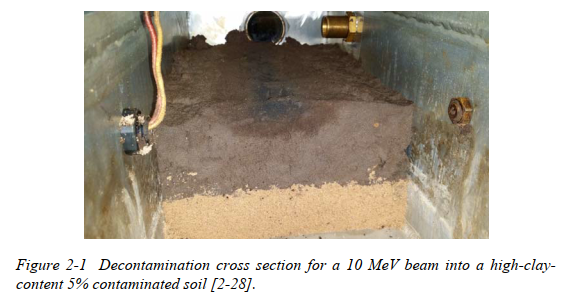 Figure 2-1  Decontamination cross section for a 10 MeV beam into a high-clay-
content 5% contaminated soil [2-28].